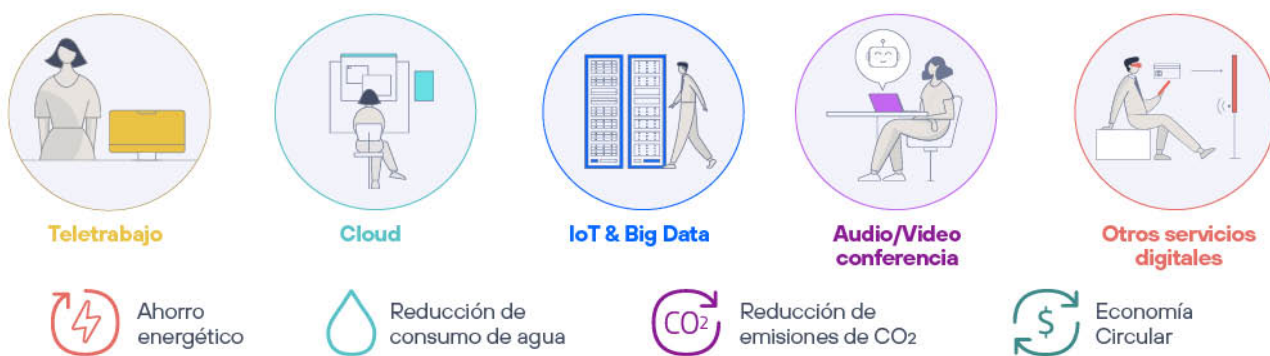 Teletrabajo
Cloud
IoT & Big Data
Audio/Video
conferencia
Otros servicios
digitales
Ahorro
energético
Reducción de
consumo de agua
CO²
Reducción de
emisiones de CO₂
$
Economía
Circular